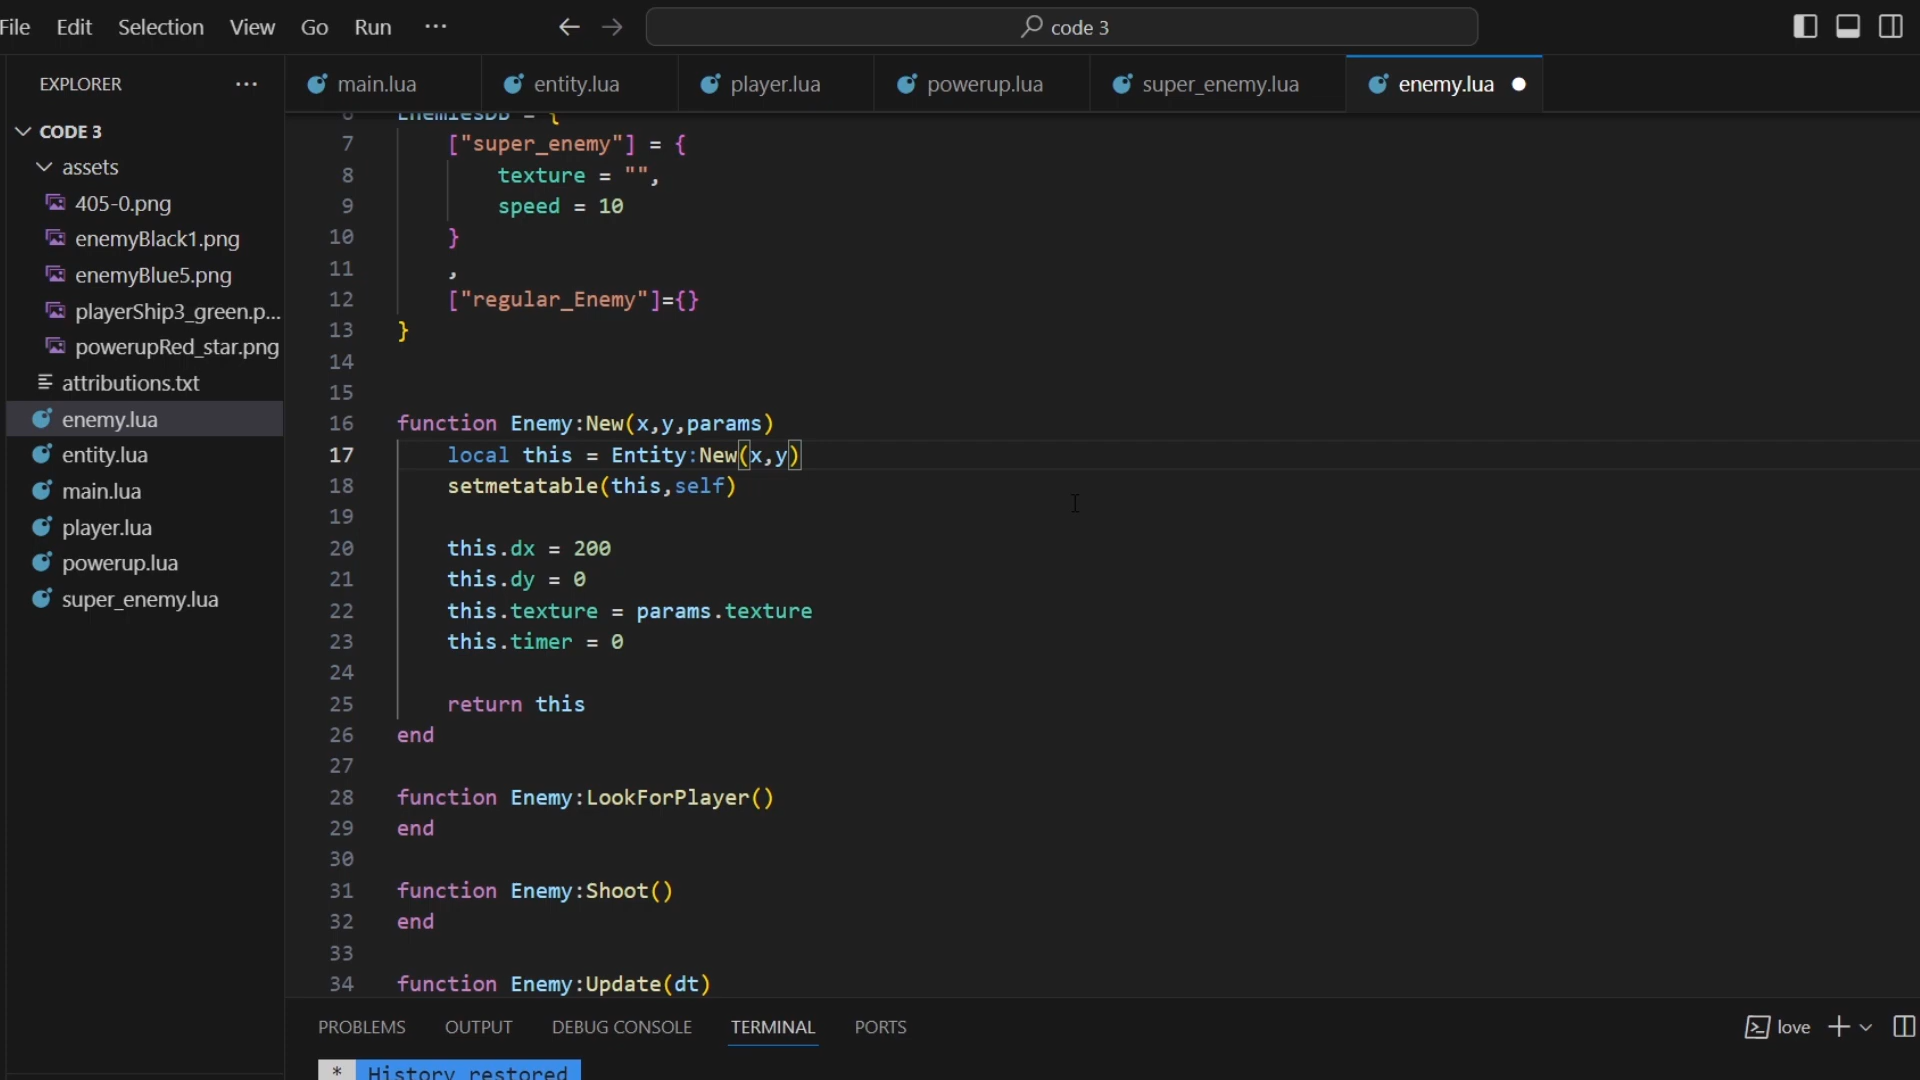 File Edit Selection View Go Run ··· code 3
EXPLORER ···
main.lua entity.lua player.lua powerup.lua super_enemy.lua enemy.lua
CODE 3
assets
405-0.png
enemyBlack1.png
enemyBlue5.png
playerShip3_green.p...
powerupRed_star.png
attributions.txt
enemy.lua
entity.lua
main.lua
player.lua
powerup.lua
super_enemy.lua
6 EnemiesDB = {
7 ["super_enemy"] = {
8 texture = "",
9 speed = 10
10 }
11 ,
12 ["regular_Enemy"]={}
13 }
14
15
16 function Enemy:New(x,y,params)
17 local this = Entity:New(x,y)
18 setmetatable(this,self)
19
20 this.dx = 200
21 this.dy = 0
22 this.texture = params.texture
23 this.timer = 0
24
25 return this
26 end
27
28 function Enemy:LookForPlayer()
29 end
30
31 function Enemy:Shoot()
32 end
33
34 function Enemy:Update(dt)
PROBLEMS OUTPUT DEBUG CONSOLE TERMINAL PORTS love
* History restored